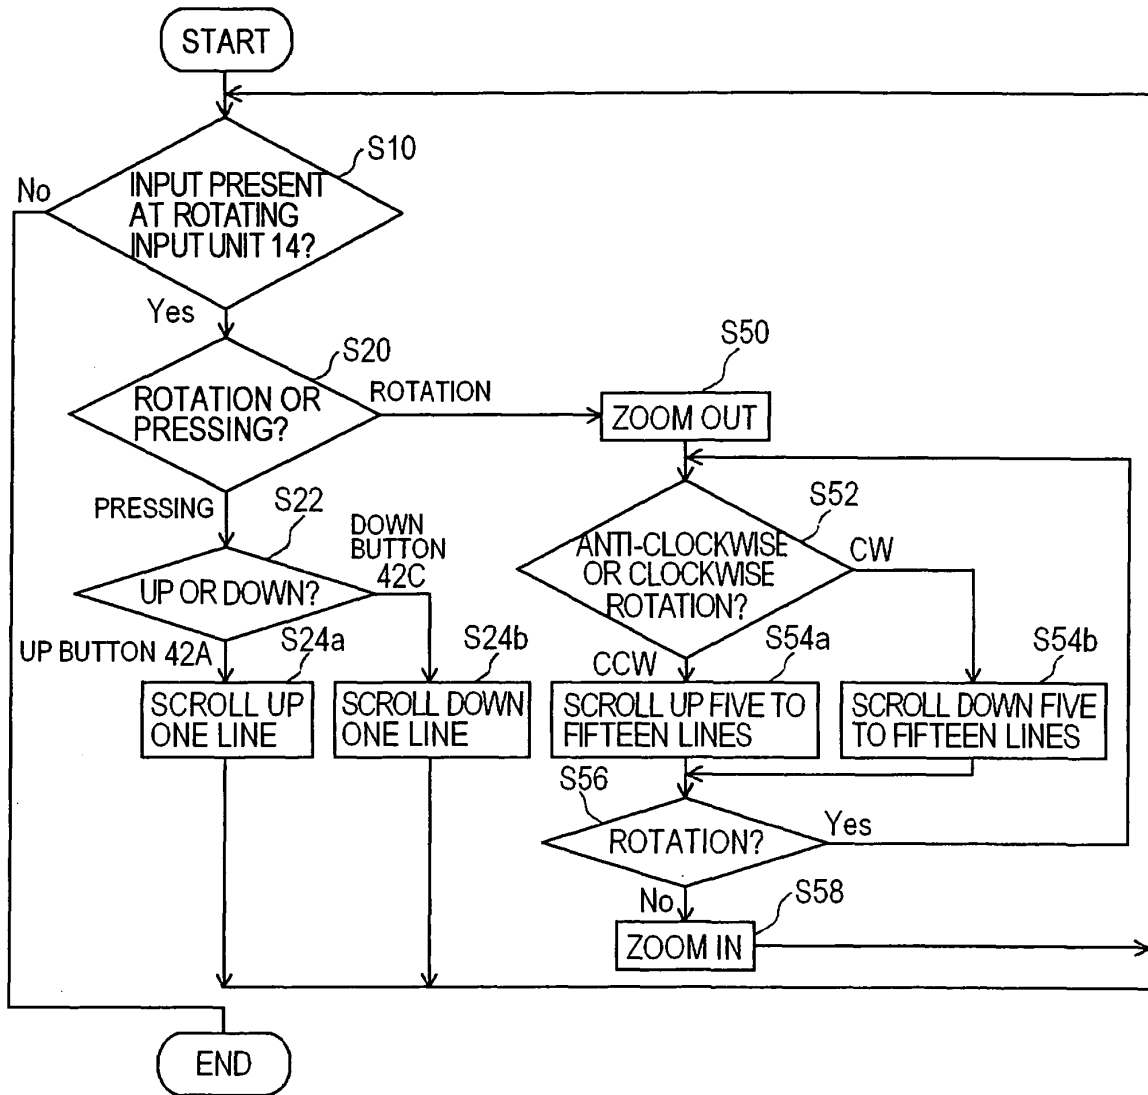 START
S10
No
INPUT PRESENT
AT ROTATING
INPUT UNIT 14?
Yes
S20
ROTATION OR
PRESSING?
ROTATION
S50
ZOOM OUT
PRESSING
S22
UP OR DOWN?
DOWN
BUTTON
42C
UP BUTTON 42A
S24a
SCROLL UP
ONE LINE
S24b
SCROLL DOWN
ONE LINE
S52
ANTI-CLOCKWISE
OR CLOCKWISE
ROTATION?
CW
CCW
S54a
SCROLL UP FIVE TO
FIFTEEN LINES
S54b
SCROLL DOWN FIVE
TO FIFTEEN LINES
S56
ROTATION?
Yes
No
S58
ZOOM IN
END